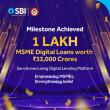 SBI
Milestone Achieved
1 LAKH
MSME Digital Loans worth
₹33,000 Crores
Sanctioned using Digital Lending Platform
Empowering MSMEs,
Strengthening India!